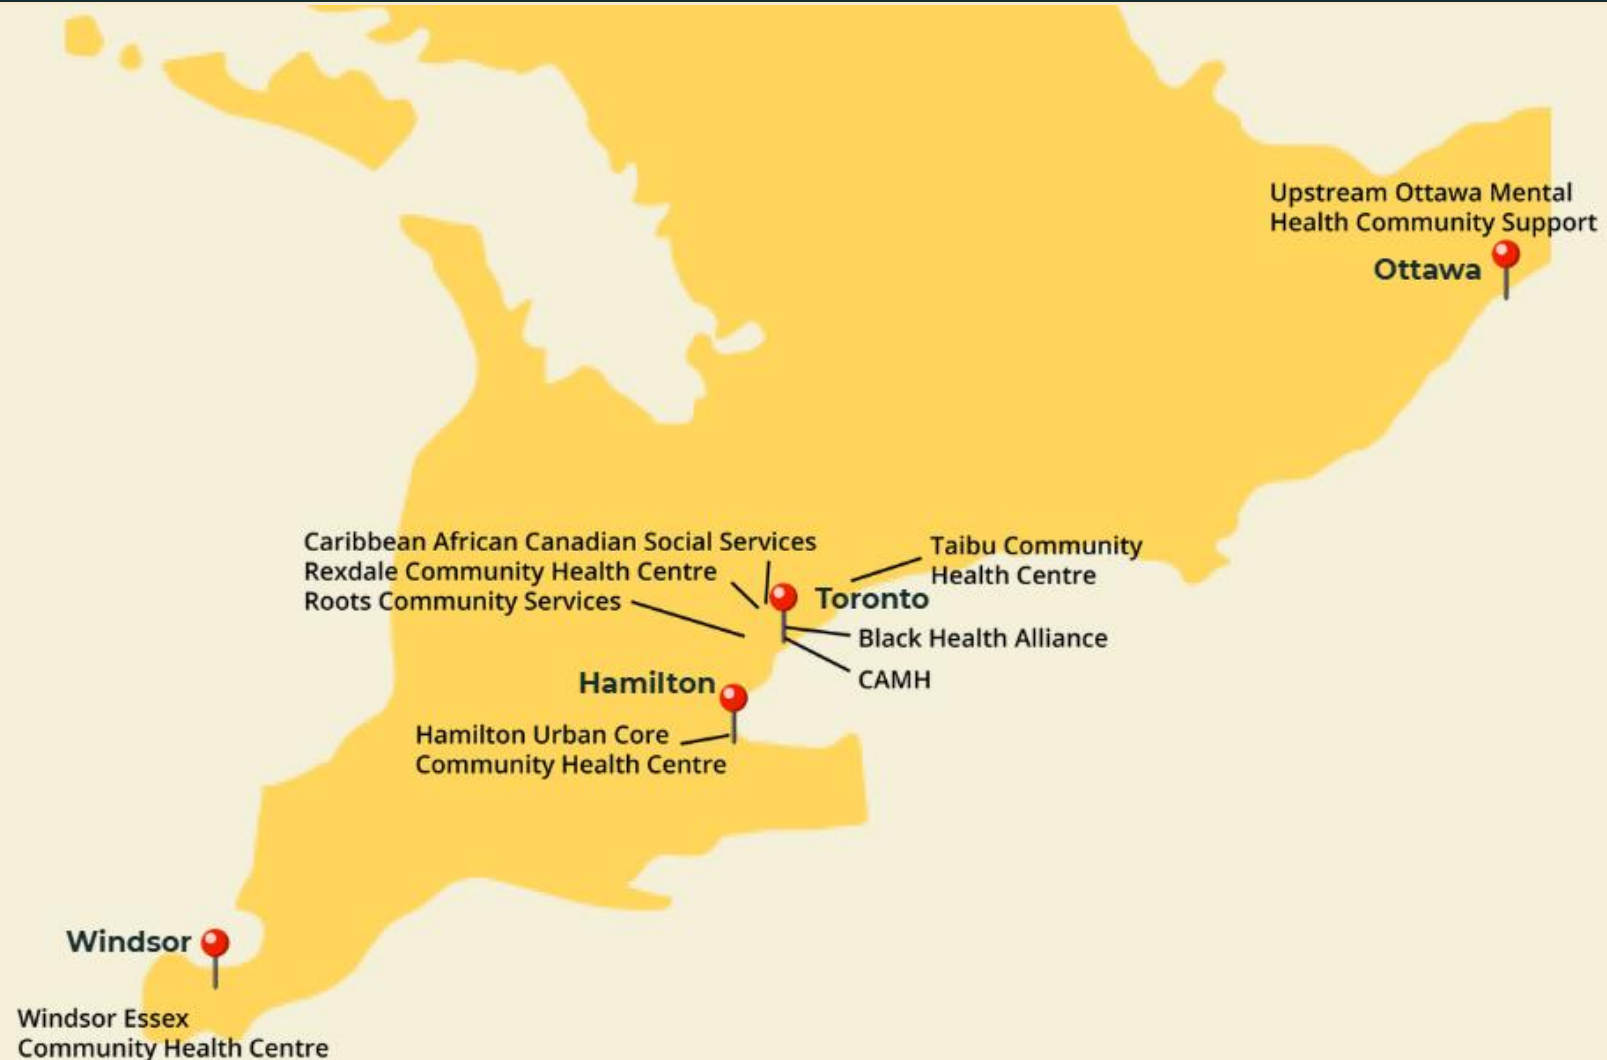 Upstream Ottawa Mental
Health Community Support
Ottawa
Caribbean African Canadian Social Services
Rexdale Community Health Centre
Roots Community Services
Taibu Community
Health Centre
Toronto
Black Health Alliance
CAMH
Hamilton
Hamilton Urban Core
Community Health Centre
Windsor
Windsor Essex
Community Health Centre